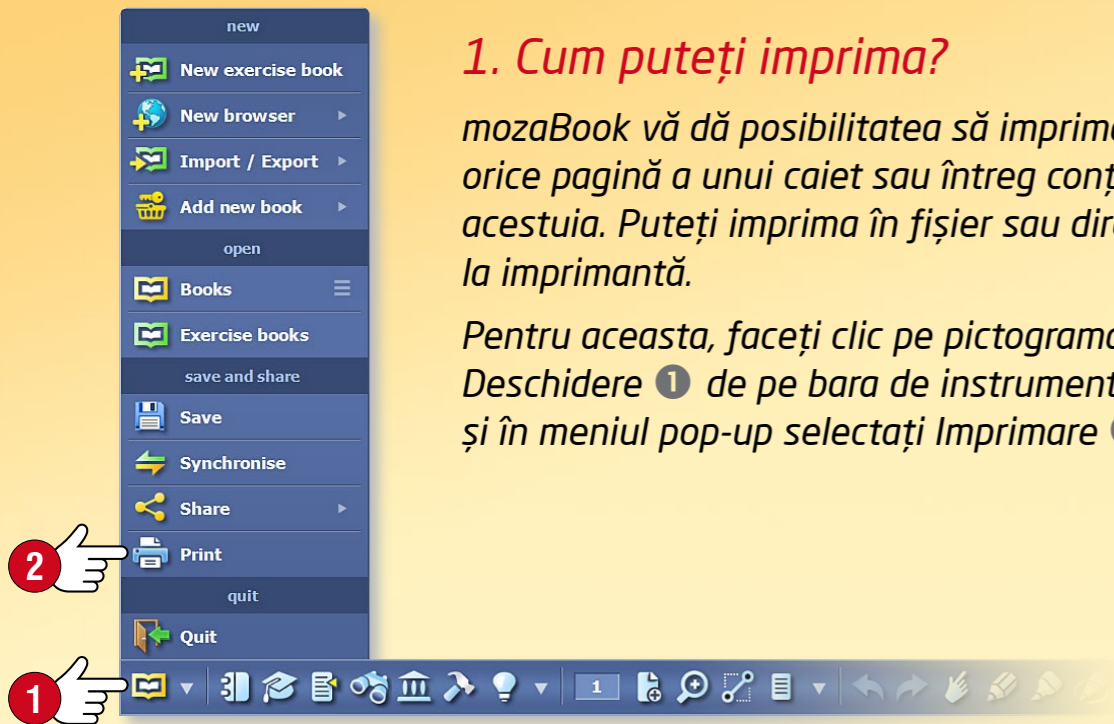 new
New exercise book
New browser
Import / Export
Add new book
open
Books
Exercise books
save and share
Save
Synchronise
Share
Print
quit
Quit
2
1
1
1. Cum puteți imprima?
mozaBook vă dă posibilitatea să imprima
orice pagină a unui caiet sau întreg conț
acestuia. Puteți imprima în fișier sau dire
la imprimantă.
Pentru aceasta, faceți clic pe pictograma
Deschidere 1 de pe bara de instrument
și în meniul pop-up selectați Imprimare